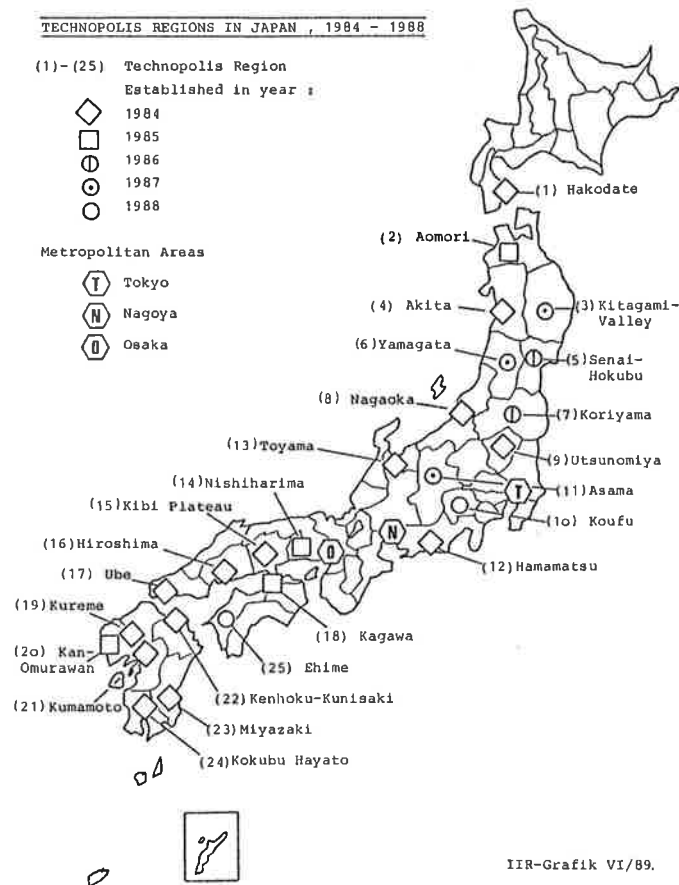 TECHNOPOLIS REGIONS IN JAPAN , 1984 - 1988
(1)-(25) Technopolis Region
Established in year :
1984
1985
1986
1987
1988
Metropolitan Areas
T Tokyo
N Nagoya
O Osaka
(1) Hakodate
(2) Aomori
(4) Akita
(3) Kitagami-
Valley
(6) Yamagata
(5) Senai-
Hokubu
(8) Nagaoka
(7) Koriyama
(13) Toyama
(9) Utsunomiya
(14) Nishiharima
T
(11) Asama
(15) Kibi Plateau
(1o) Koufu
(16) Hiroshima
O
N
(12) Hamamatsu
(17) Ube
(19) Kureme
(18) Kagawa
(2o) Kan-
Omurawan
(25) Ehime
(22) Kenhoku-Kunisaki
(21) Kumamoto
(23) Miyazaki
(24) Kokubu Hayato
IIR-Grafik VI/89.